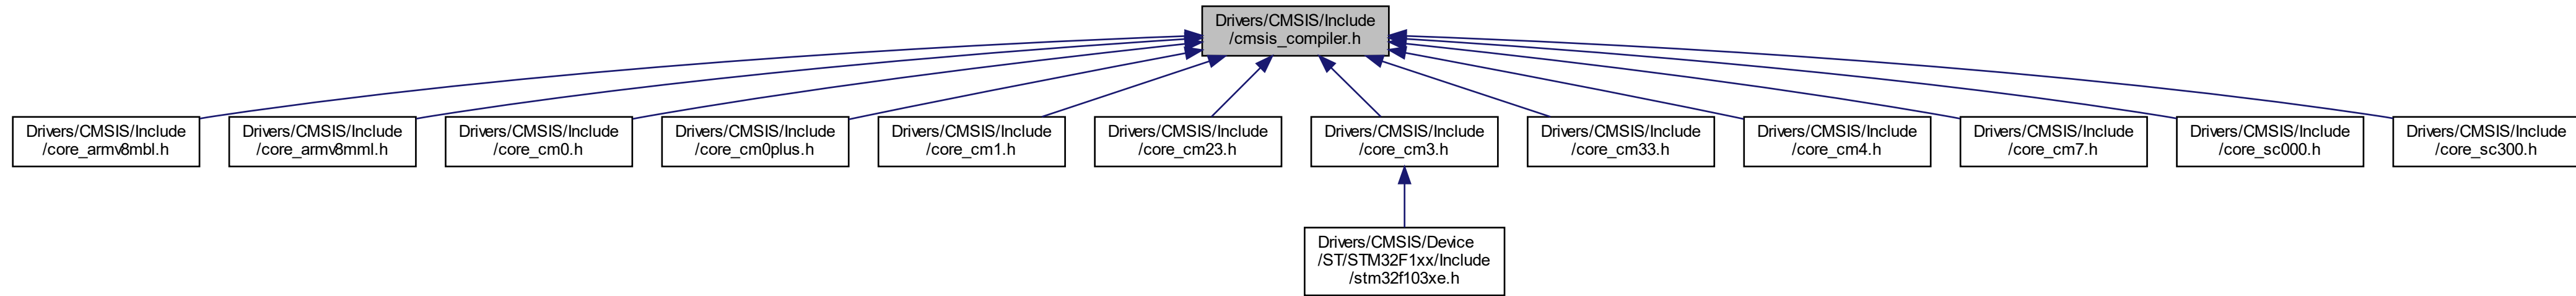 Drivers/CMSIS/Include
/cmsis_compiler.h
Drivers/CMSIS/Include
/core_armv8mbl.h
Drivers/CMSIS/Include
/core_armv8mml.h
Drivers/CMSIS/Include
/core_cm0.h
Drivers/CMSIS/Include
/core_cm0plus.h
Drivers/CMSIS/Include
/core_cm1.h
Drivers/CMSIS/Include
/core_cm23.h
Drivers/CMSIS/Include
/core_cm3.h
Drivers/CMSIS/Include
/core_cm33.h
Drivers/CMSIS/Include
/core_cm4.h
Drivers/CMSIS/Include
/core_cm7.h
Drivers/CMSIS/Include
/core_sc000.h
Drivers/CMSIS/Include
/core_sc300.h
Drivers/CMSIS/Device
/ST/STM32F1xx/Include
/stm32f103xe.h